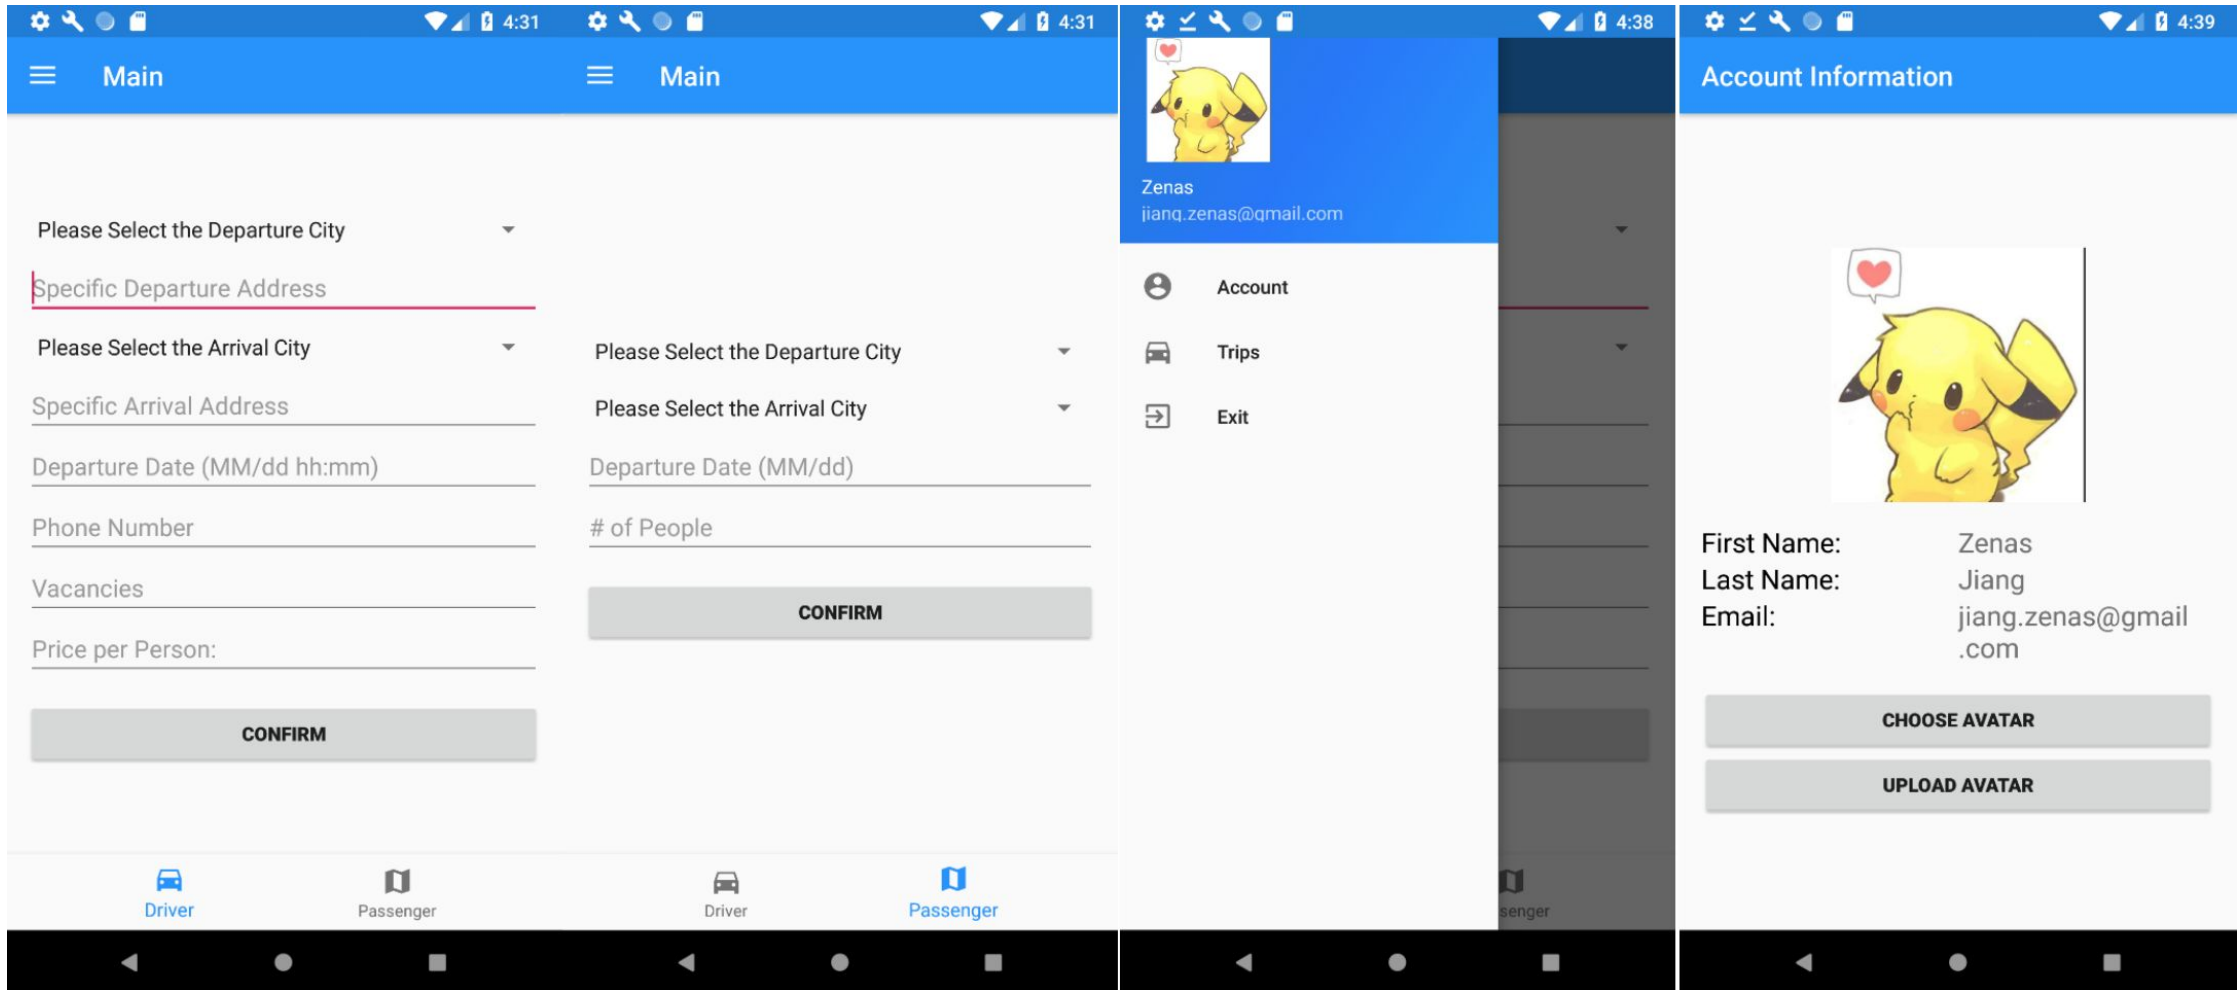 4:31
Main
Please Select the Departure City
Specific Departure Address
Please Select the Arrival City
Specific Arrival Address
Departure Date (MM/dd hh:mm)
Phone Number
Vacancies
Price per Person:
CONFIRM
Driver
Passenger
4:31
Main
Please Select the Departure City
Please Select the Arrival City
Departure Date (MM/dd)
# of People
CONFIRM
Driver
Passenger
4:38
Zenas
jiang.zenas@gmail.com
Account
Trips
Exit
senger
4:39
Account Information
First Name: Zenas
Last Name: Jiang
Email: jiang.zenas@gmail
.com
CHOOSE AVATAR
UPLOAD AVATAR